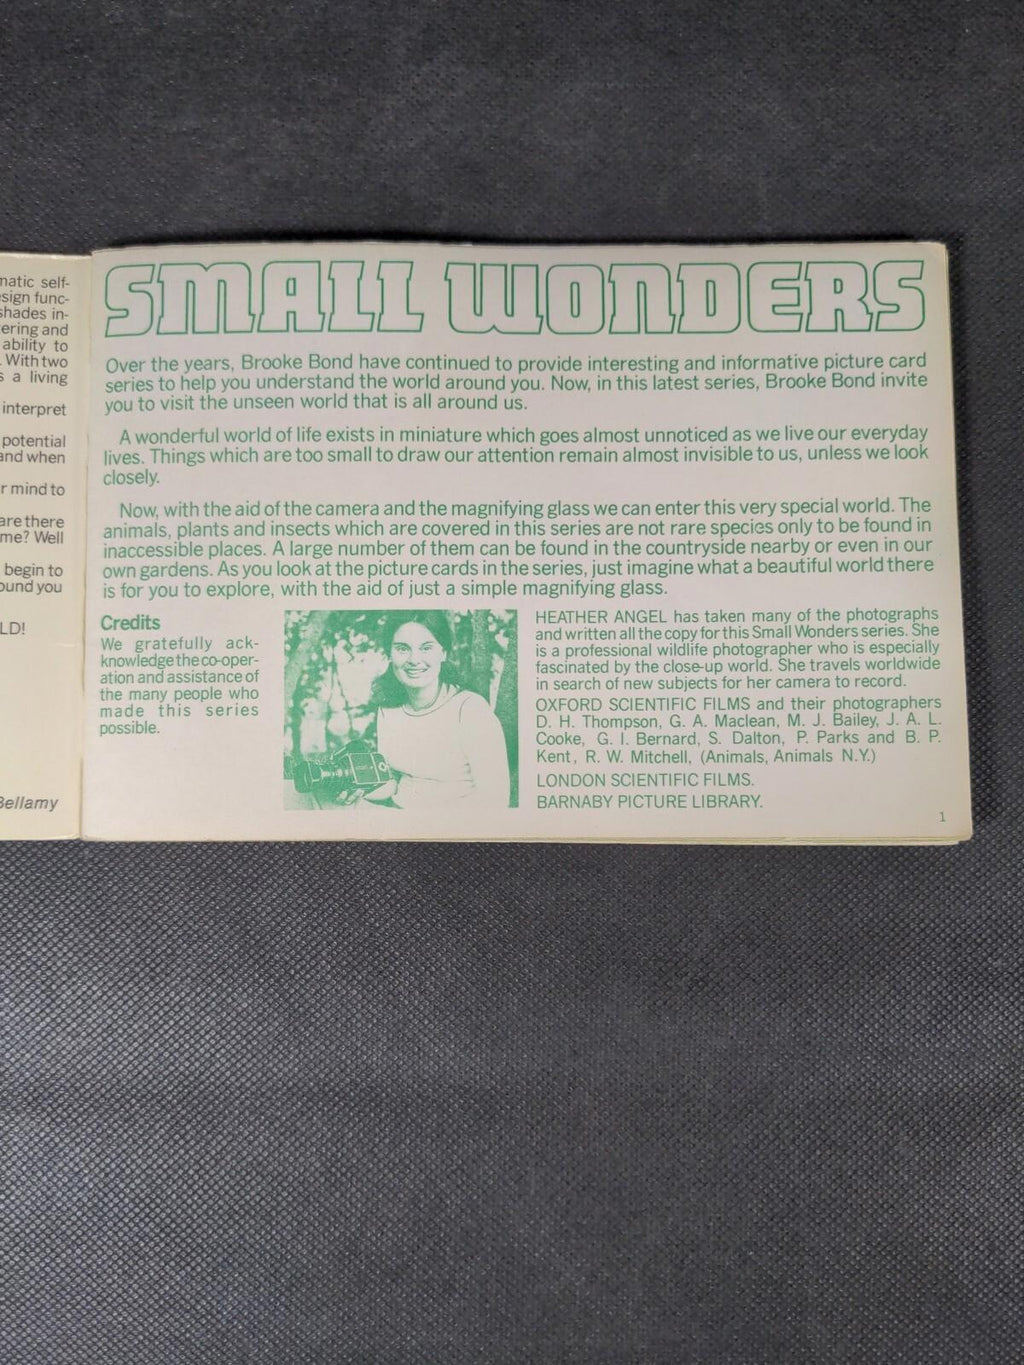 matic self-
sign func-
shades in-
ering and
ability to
. With two
s a living
interpret
potential
and when
r mind to
are there
me? Well
begin to
ound you
LD!
Bellamy
SMALL WONDERS
Over the years, Brooke Bond have continued to provide interesting and informative picture card
series to help you understand the world around you. Now, in this latest series, Brooke Bond invite
you to visit the unseen world that is all around us.
A wonderful world of life exists in miniature which goes almost unnoticed as we live our everyday
lives. Things which are too small to draw our attention remain almost invisible to us, unless we look
closely.
Now, with the aid of the camera and the magnifying glass we can enter this very special world. The
animals, plants and insects which are covered in this series are not rare species only to be found in
inaccessible places. A large number of them can be found in the countryside nearby or even in our
own gardens. As you look at the picture cards in the series, just imagine what a beautiful world there
is for you to explore, with the aid of just a simple magnifying glass.
Credits
We gratefully ack-
knowledge the co-oper-
ation and assistance of
the many people who
made this series
possible.
HEATHER ANGEL has taken many of the photographs
and written all the copy for this Small Wonders series. She
is a professional wildlife photographer who is especially
fascinated by the close-up world. She travels worldwide
in search of new subjects for her camera to record.
OXFORD SCIENTIFIC FILMS and their photographers
D. H. Thompson, G. A. Maclean, M. J. Bailey, J. A. L.
Cooke, G. I. Bernard, S. Dalton, P. Parks and B. P.
Kent, R. W. Mitchell, (Animals, Animals N.Y.)
LONDON SCIENTIFIC FILMS.
BARNABY PICTURE LIBRARY.
1